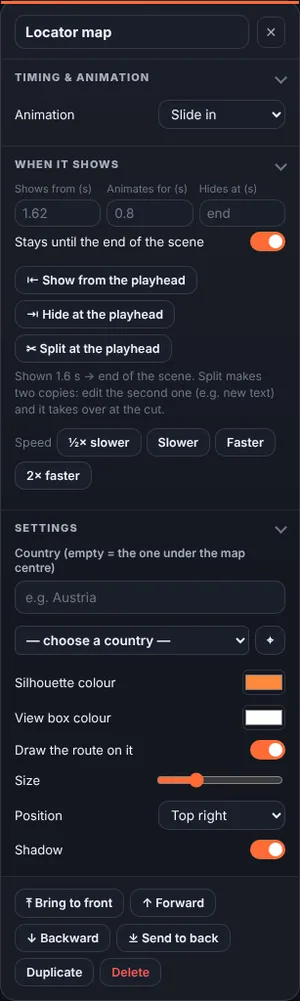 Locator map ✕
TIMING & ANIMATION
Animation Slide in
WHEN IT SHOWS
Shows from (s) Animates for (s) Hides at (s)
1.62 0.8 end
Stays until the end of the scene
⇤ Show from the playhead
⇥ Hide at the playhead
✂ Split at the playhead
Shown 1.6 s → end of the scene. Split makes
two copies: edit the second one (e.g. new text)
and it takes over at the cut.
Speed ½× slower Slower Faster
2× faster
SETTINGS
Country (empty = the one under the map
centre)
e.g. Austria
— choose a country — ⌖
Silhouette colour
View box colour
Draw the route on it
Size
Position Top right
Shadow
⤒ Bring to front ↑ Forward
↓ Backward ⤓ Send to back
Duplicate Delete